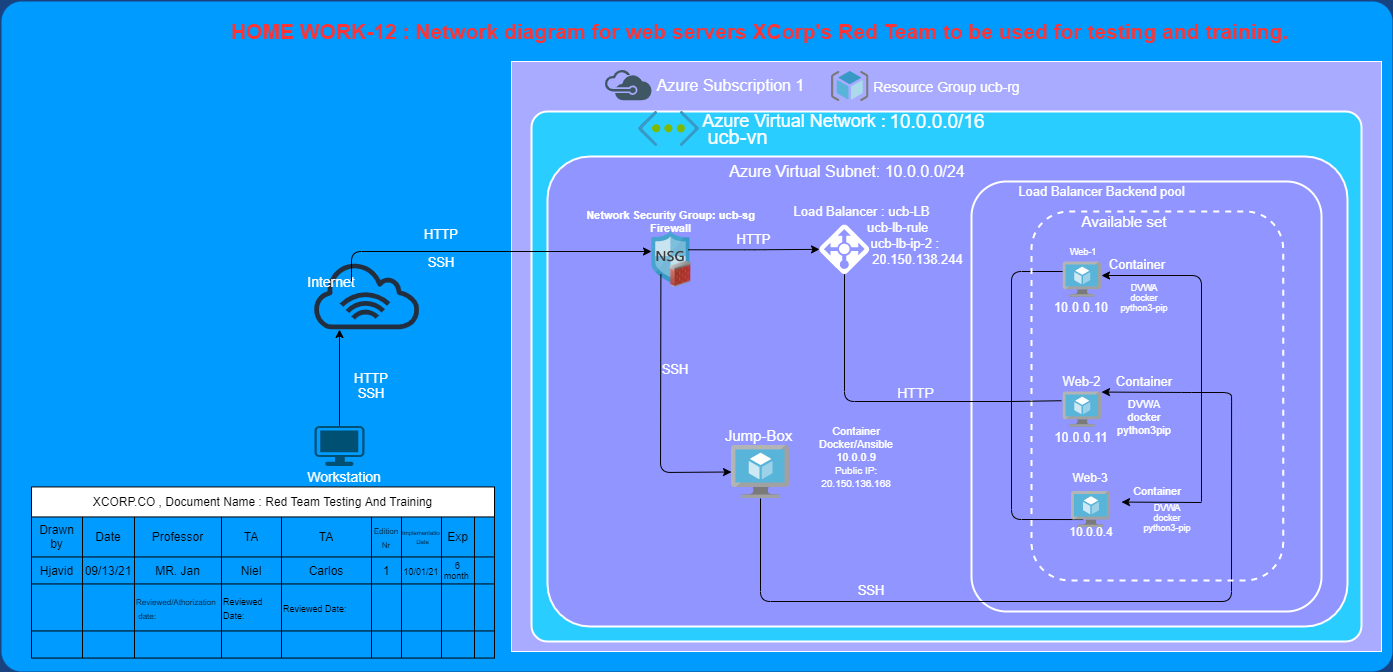 HOME WORK-12 : Network diagram for web servers XCorp's Red Team to be used for testing and training.
Azure Subscription 1
Resource Group ucb-rg
Azure Virtual Network : 10.0.0.0/16
ucb-vn
Azure Virtual Subnet: 10.0.0.0/24
Load Balancer Backend pool
Network Security Group: ucb-sg
Firewall
NSG
Load Balancer : ucb-LB
ucb-lb-rule
ucb-lb-ip-2 :
20.150.138.244
Available set
HTTP
SSH
HTTP
Internet
Web-1
Container
DVWA
docker
python3-pip
10.0.0.10
HTTP
SSH
SSH
HTTP
Web-2
Container
DVWA
docker
python3pip
10.0.0.11
Workstation
Jump-Box
Container
Docker/Ansible
10.0.0.9
Public IP:
20.150.136.168
Web-3
Container
DVWA
docker
python3-pip
10.0.0.4
SSH
XCORP.CO , Document Name : Red Team Testing And Training
Drawn by
Date
Professor
TA
TA
Edition Nr
Implementatio Date
Exp
Hjavid
09/13/21
MR. Jan
Niel
Carlos
1
10/01/21
6 month
Reviewed/Athorization
date:
Reviewed
Date:
Reviewed Date: